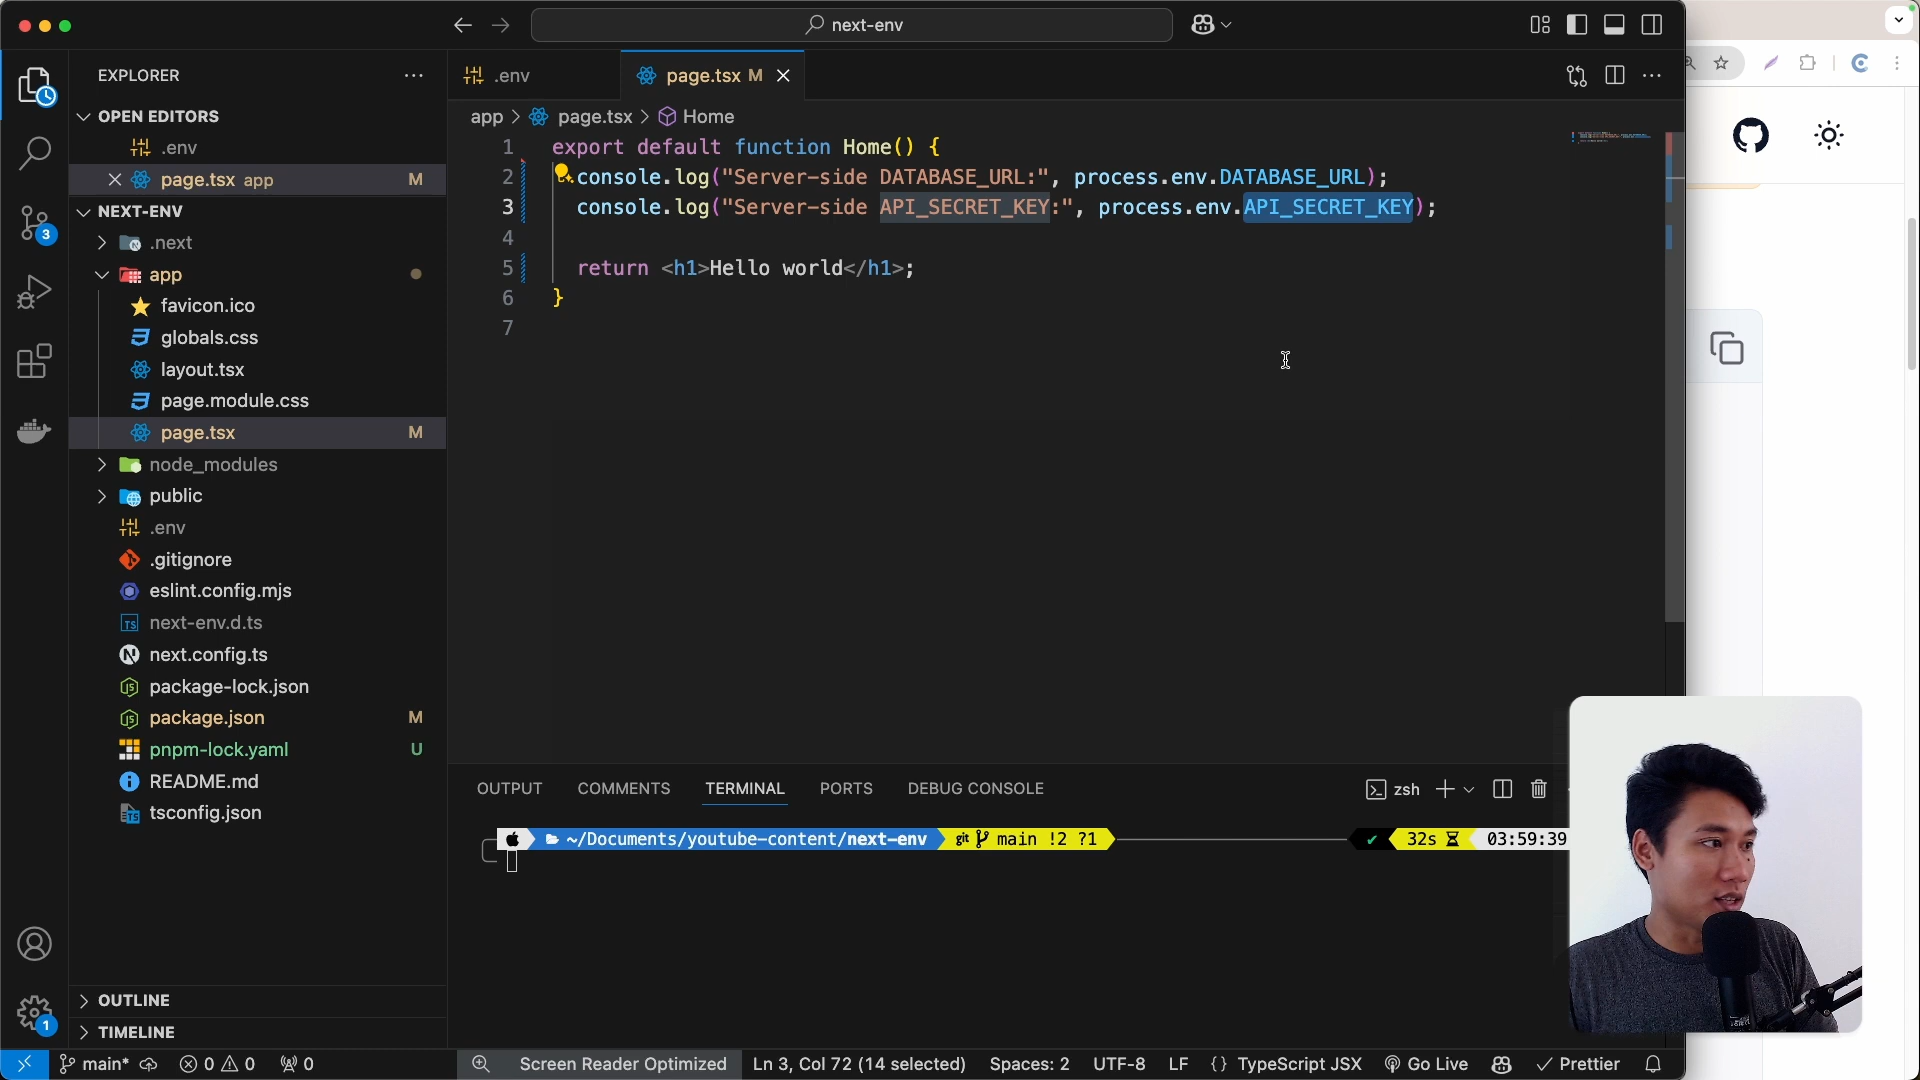 next-env
EXPLORER
OPEN EDITORS
.env
page.tsx app M
NEXT-ENV
.next
app
favicon.ico
globals.css
layout.tsx
page.module.css
page.tsx M
node_modules
public
.env
.gitignore
eslint.config.mjs
next-env.d.ts
next.config.ts
package-lock.json
package.json M
pnpm-lock.yaml U
README.md
tsconfig.json
OUTLINE
TIMELINE
3
1
.env
page.tsx M
app > page.tsx > Home
1 export default function Home() {
2 console.log("Server-side DATABASE_URL:", process.env.DATABASE_URL);
3 console.log("Server-side API_SECRET_KEY:", process.env.API_SECRET_KEY);
4
5 return <h1>Hello world</h1>;
6 }
7
OUTPUT COMMENTS TERMINAL PORTS DEBUG CONSOLE
zsh
~/Documents/youtube-content/next-env git main !2 ?1 ✔ 32s 03:59:39
main* 0 0 0 Screen Reader Optimized Ln 3, Col 72 (14 selected) Spaces: 2 UTF-8 LF {} TypeScript JSX Go Live Prettier